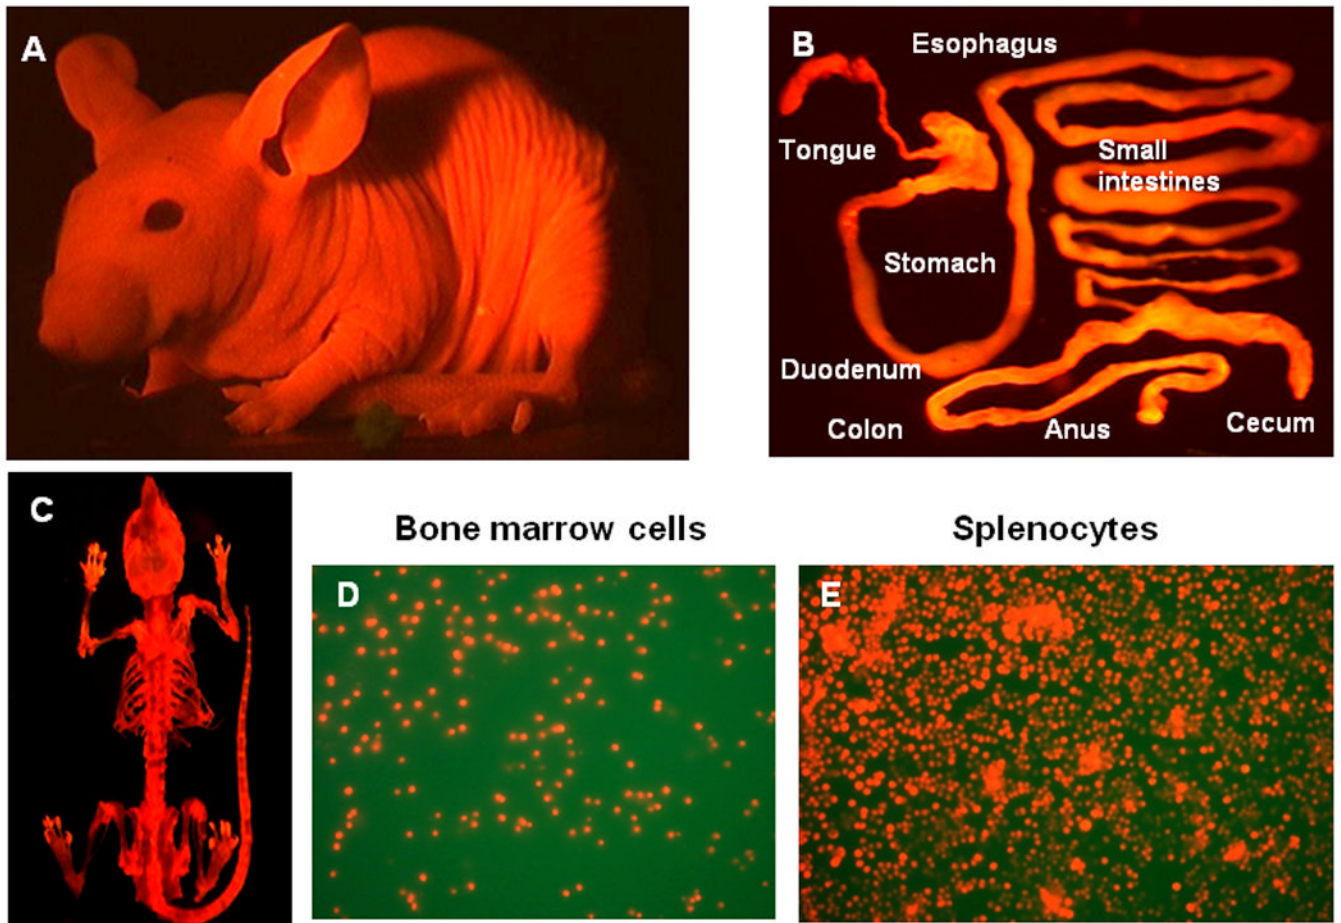 A
B
Esophagus
Tongue
Small
intestines
Stomach
Duodenum
Colon
Anus
Cecum
C
Bone marrow cells
Splenocytes
D
E